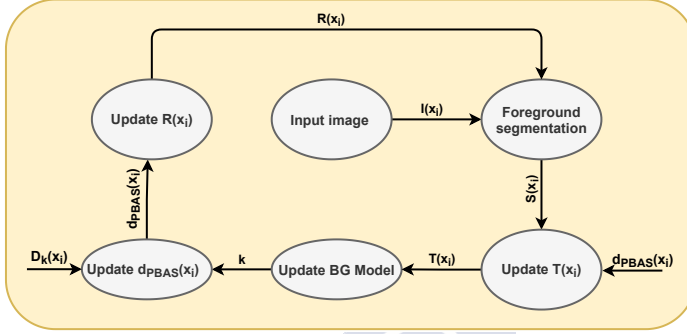 R(xi)
Update R(xi)
Input image
I(xi)
Foreground
segmentation
dPBAS(xi)
S(xi)
Dk(xi)
Update dPBAS(xi)
k
Update BG Model
T(xi)
Update T(xi)
dPBAS(xi)